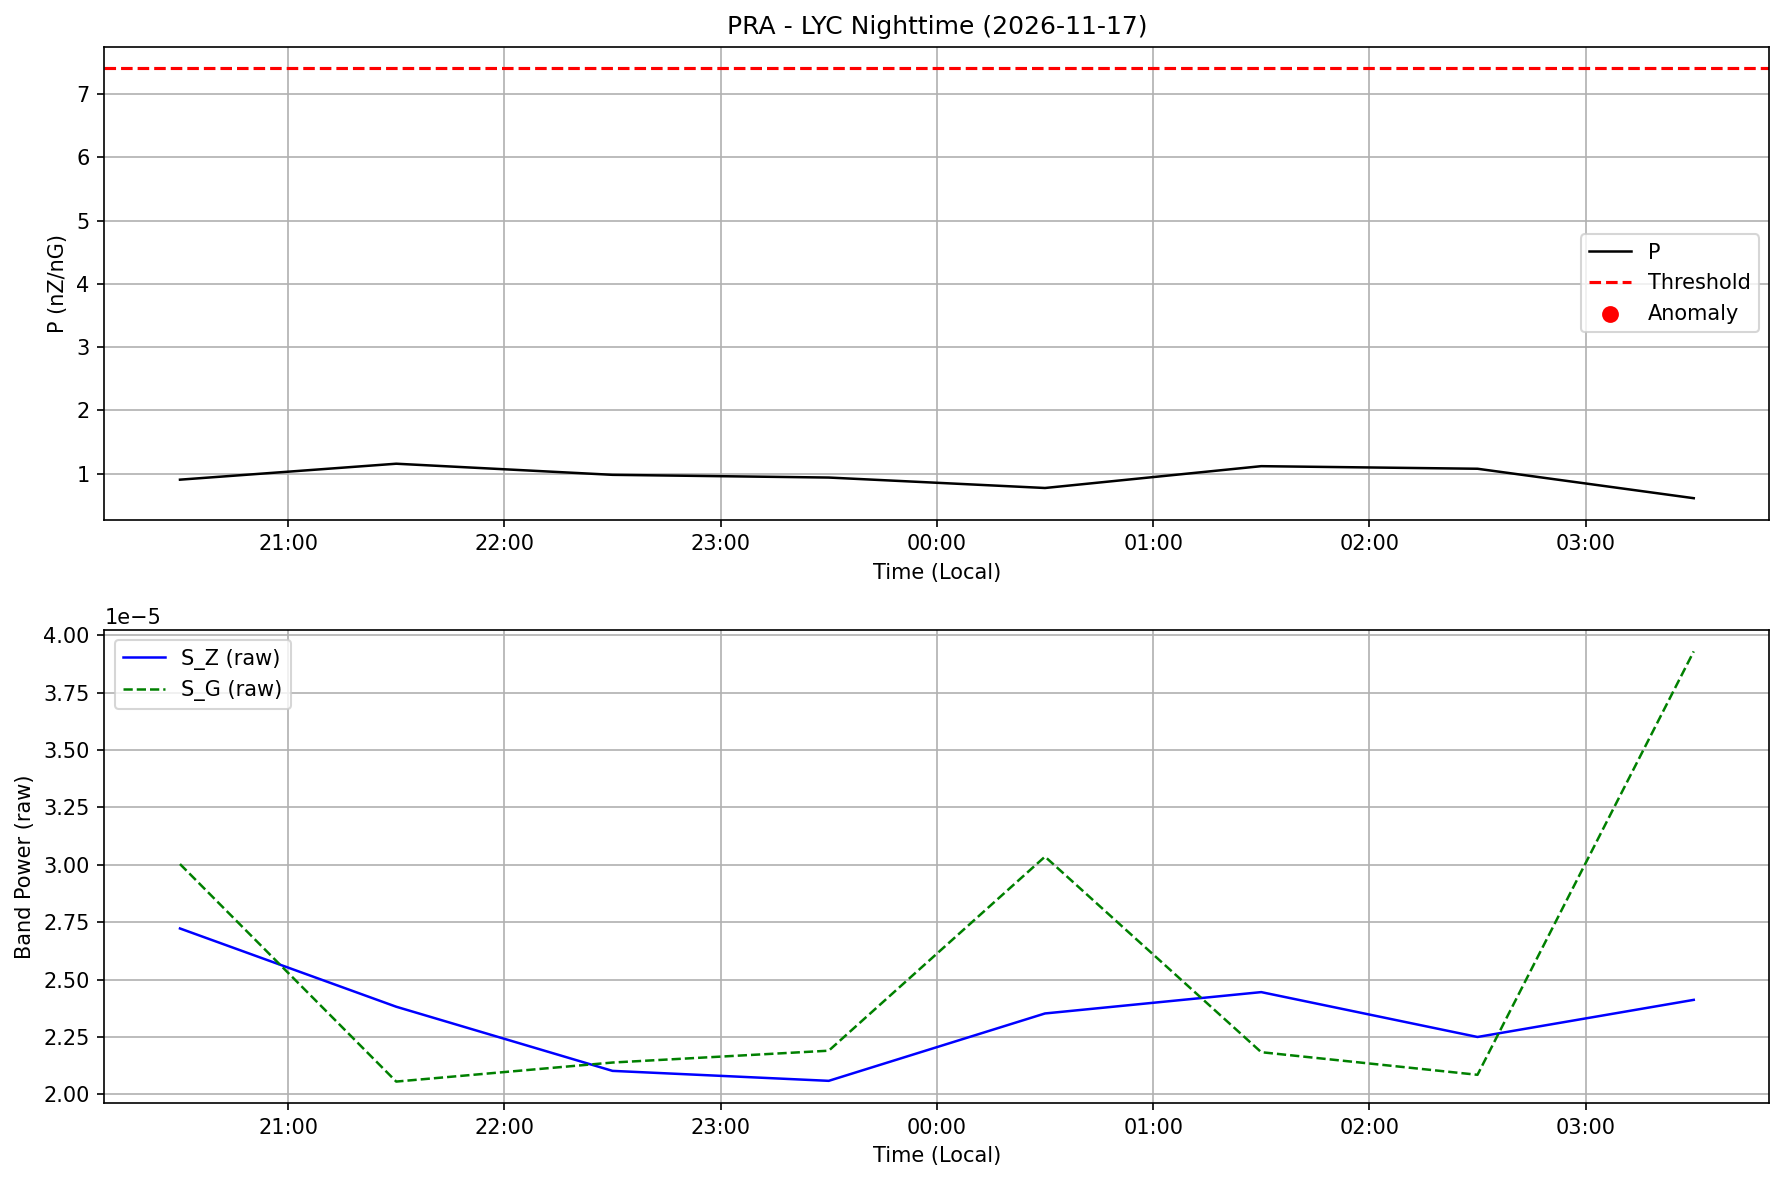 PRA - LYC Nighttime (2026-11-17)
P (nZ/nG)
7
6
5
4
3
2
1
P
Threshold
Anomaly
21:00 22:00 23:00 00:00 01:00 02:00 03:00
Time (Local)
1e−5
Band Power (raw)
4.00
3.75
3.50
3.25
3.00
2.75
2.50
2.25
2.00
S_Z (raw)
S_G (raw)
21:00 22:00 23:00 00:00 01:00 02:00 03:00
Time (Local)